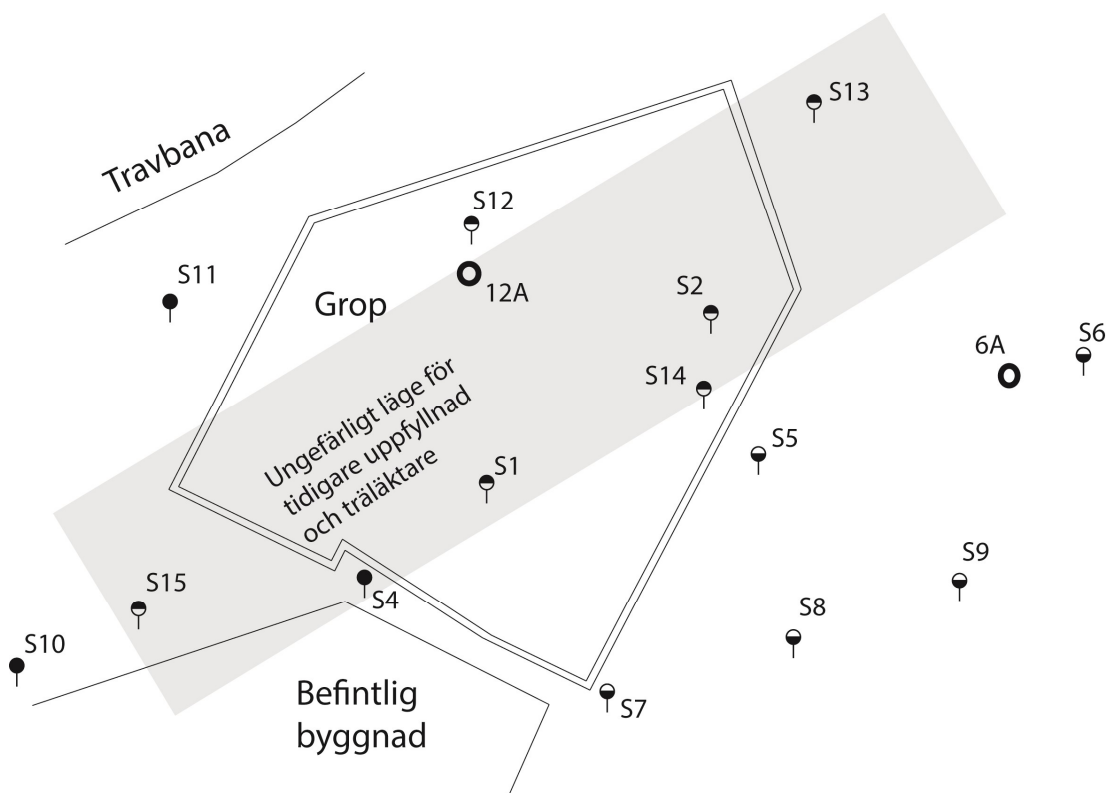 S13
Travbana
S12
S11
12A
Grop
S2
S6
6A
S14
Ungefärligt läge för
tidigare uppfyllnad
och träläktare
S5
S1
S9
S15
S4
S8
S10
Befintlig
byggnad
S7